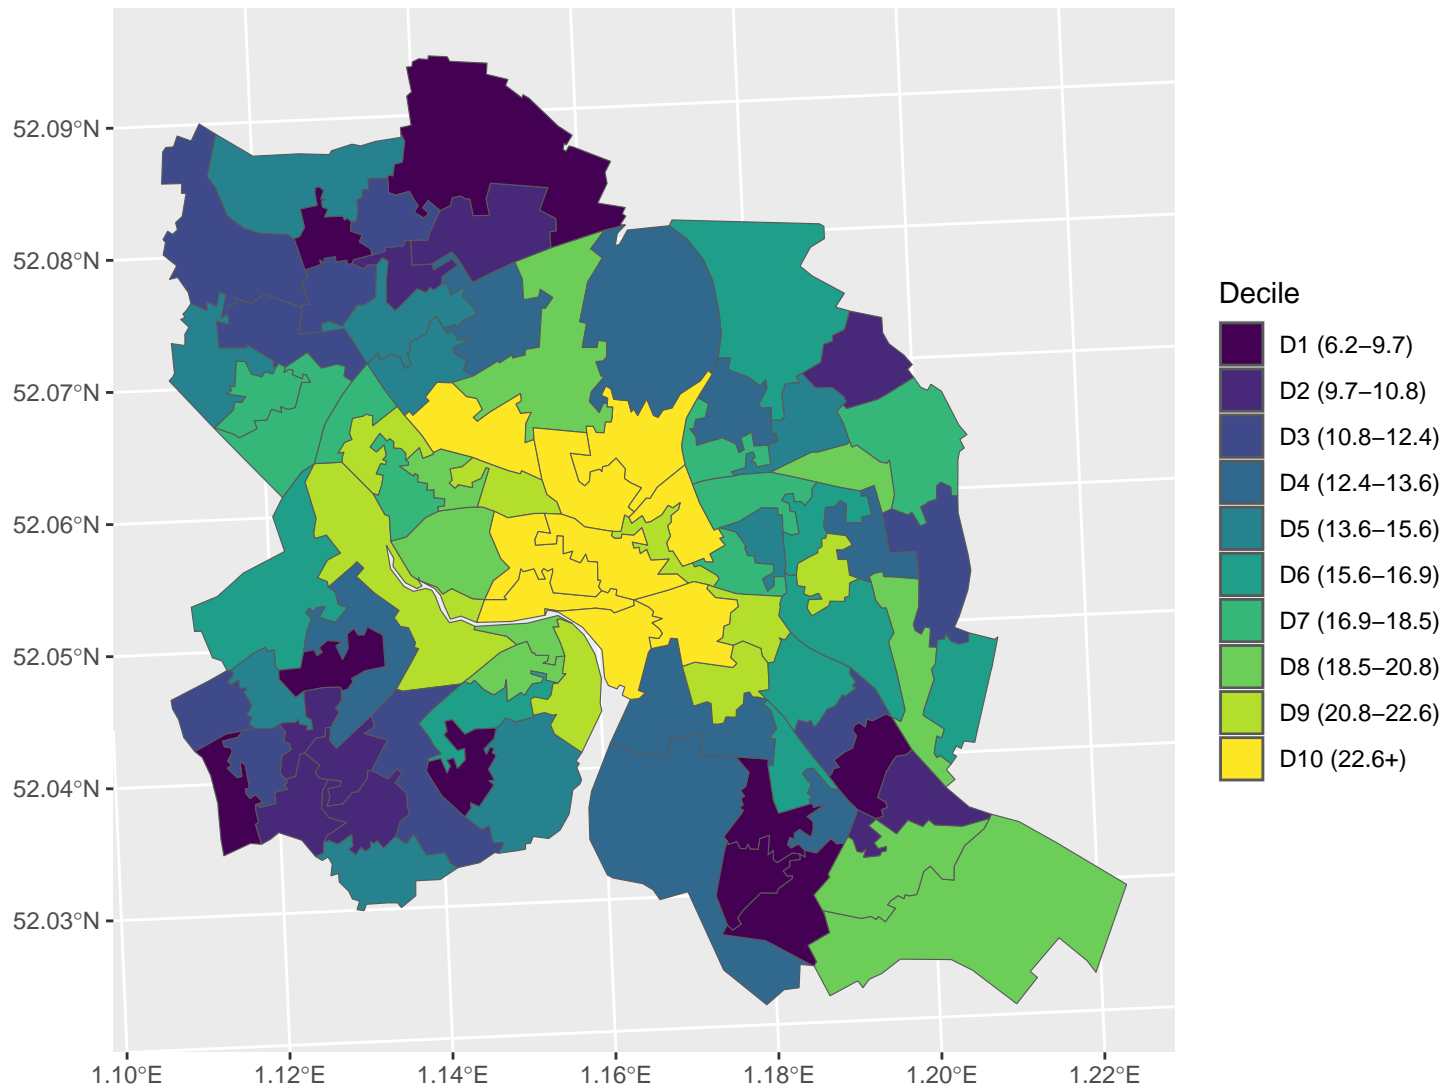 52.09°N
52.08°N
52.07°N
52.06°N
52.05°N
52.04°N
52.03°N
1.10°E
1.12°E
1.14°E
1.16°E
1.18°E
1.20°E
1.22°E
Decile
D1 (6.2−9.7)
D2 (9.7−10.8)
D3 (10.8−12.4)
D4 (12.4−13.6)
D5 (13.6−15.6)
D6 (15.6−16.9)
D7 (16.9−18.5)
D8 (18.5−20.8)
D9 (20.8−22.6)
D10 (22.6+)